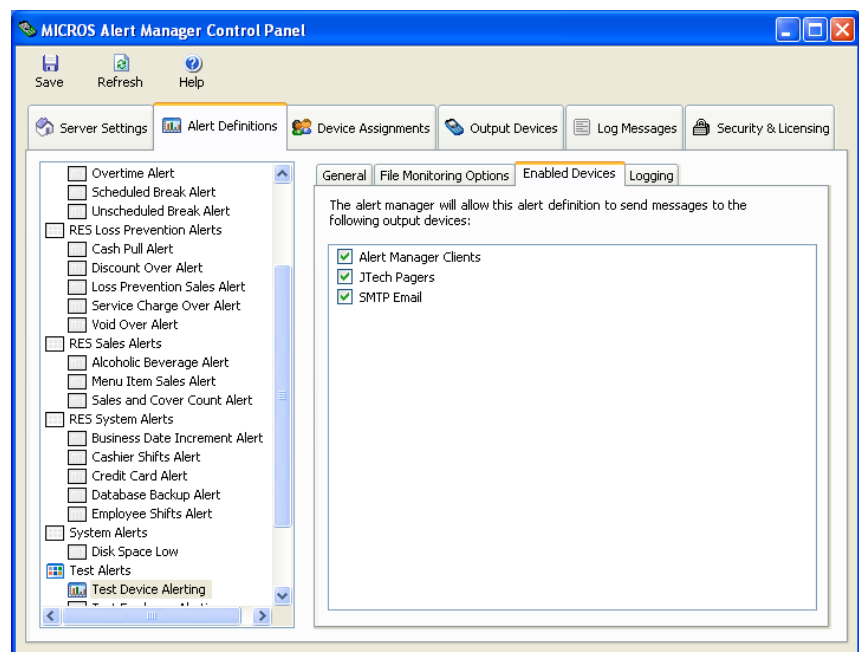 MICROS Alert Manager Control Panel
Save Refresh Help
Server Settings Alert Definitions Device Assignments Output Devices Log Messages Security & Licensing
Overtime Alert
Scheduled Break Alert
Unscheduled Break Alert
RES Loss Prevention Alerts
Cash Pull Alert
Discount Over Alert
Loss Prevention Sales Alert
Service Charge Over Alert
Void Over Alert
RES Sales Alerts
Alcoholic Beverage Alert
Menu Item Sales Alert
Sales and Cover Count Alert
RES System Alerts
Business Date Increment Alert
Cashier Shifts Alert
Credit Card Alert
Database Backup Alert
Employee Shifts Alert
System Alerts
Disk Space Low
Test Alerts
Test Device Alerting
General File Monitoring Options Enabled Devices Logging
The alert manager will allow this alert definition to send messages to the
following output devices:
Alert Manager Clients
JTech Pagers
SMTP Email